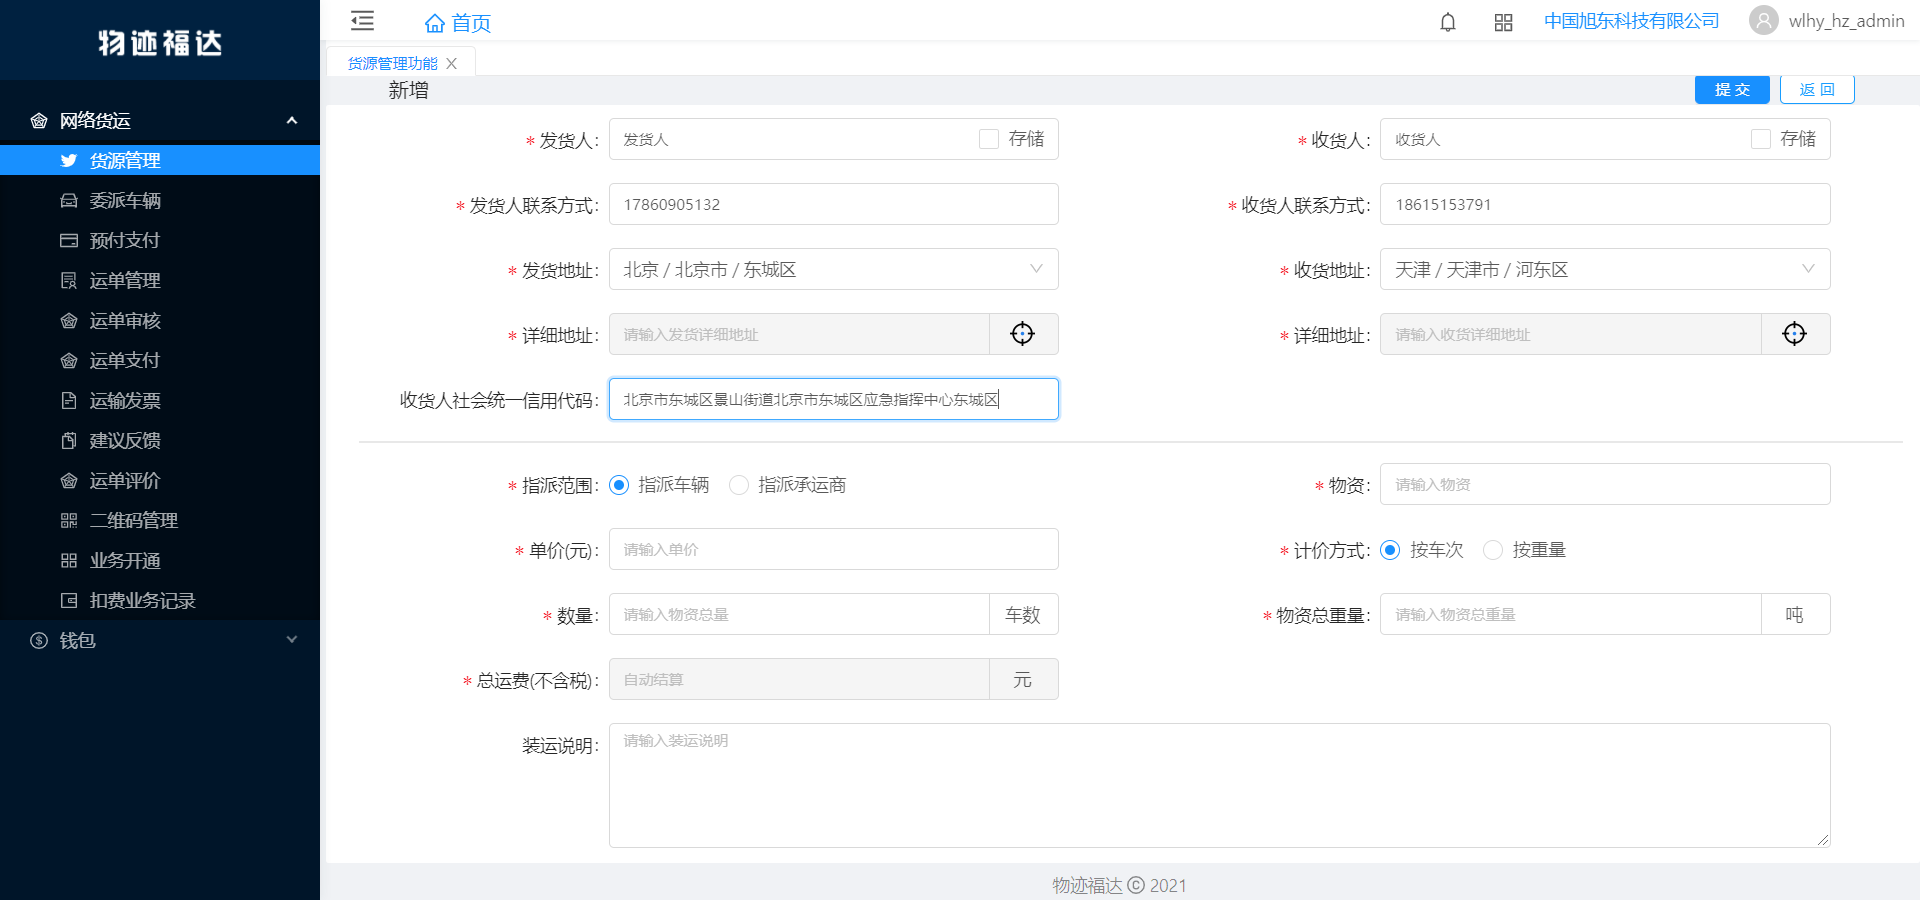 物迹福达
首页
中国旭东科技有限公司
wlhy_hz_admin
货源管理功能
新增
提 交
返 回
网络货运
货源管理
委派车辆
预付支付
运单管理
运单审核
运单支付
运输发票
建议反馈
运单评价
二维码管理
业务开通
扣费业务记录
钱包
* 发货人: 发货人 存储
* 收货人: 收货人 存储
* 发货人联系方式: 17860905132
* 收货人联系方式: 18615153791
* 发货地址: 北京 / 北京市 / 东城区
* 收货地址: 天津 / 天津市 / 河东区
* 详细地址: 请输入发货详细地址
* 详细地址: 请输入收货详细地址
收货人社会统一信用代码: 北京市东城区景山街道北京市东城区应急指挥中心东城区
* 指派范围: 指派车辆 指派承运商
* 物资: 请输入物资
* 单价(元): 请输入单价
* 计价方式: 按车次 按重量
* 数量: 请输入物资总量 车数
* 物资总重量: 请输入物资总重量 吨
* 总运费(不含税): 自动结算 元
装运说明: 请输入装运说明
物迹福达 © 2021